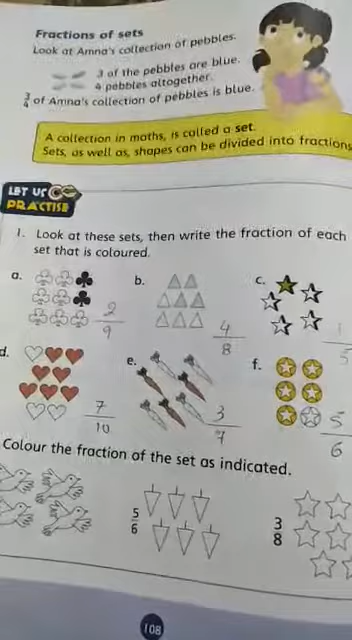 Fractions of sets
Look at Amna's collection of pebbles.
3 of the pebbles are blue.
4 pebbles altogether.
3/4 of Amna's collection of pebbles is blue.
A collection in maths, is called a set.
Sets, as well as, shapes can be divided into fractions
LET US
PRACTISE
1. Look at these sets, then write the fraction of each
set that is coloured.
a. 2/9 b. 4/8 c. 1/5
d. 7/10 e. 3/7 f. 5/6
Colour the fraction of the set as indicated.
5/6 3/8
108